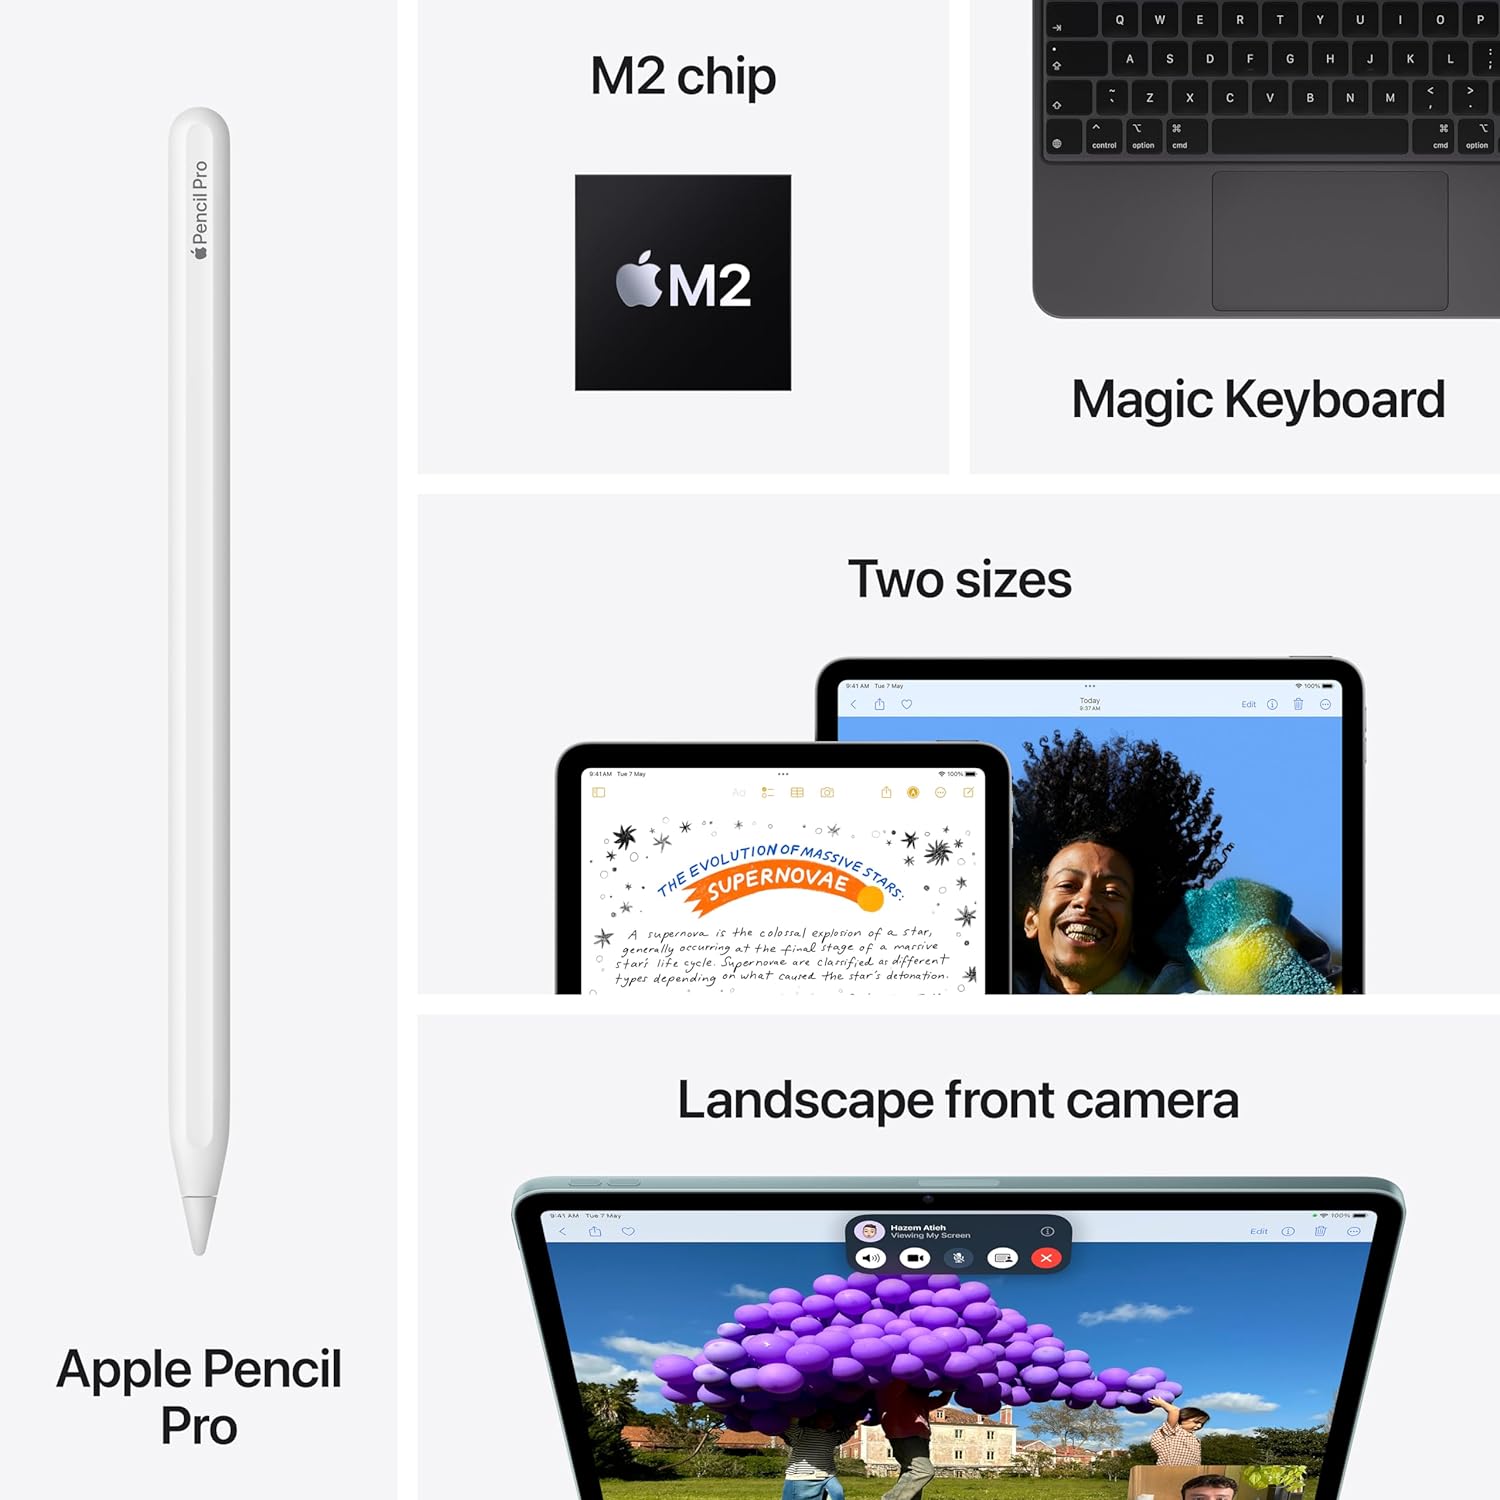 Pencil Pro
Apple Pencil
Pro
M2 chip
M2
Q W E R T Y U I O P
A S D F G H J K L : ;
~ ` Z X C V B N M < , > .
control option cmd cmd option
Magic Keyboard
Two sizes
9:41 AM Tue 7 May
100%
Today
9:37 AM
Edit
9:41 AM Tue 7 May
100%
Aa
THE EVOLUTION OF MASSIVE STARS:
SUPERNOVAE
A supernova is the colossal explosion of a star,
generally occurring at the final stage of a massive
star's life cycle. Supernovae are classified as different
types depending on what caused the star's detonation.
Landscape front camera
9:41 AM Tue 7 May
100%
Hazem Atieh
Viewing My Screen
Edit